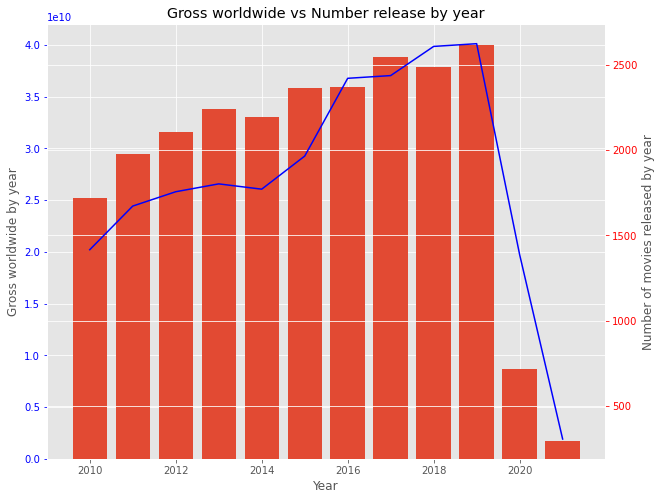 Gross worldwide vs Number release by year
1e10
4.0
3.5
3.0
2.5
2.0
1.5
1.0
0.5
0.0
Gross worldwide by year
2500
2000
1500
1000
500
Number of movies released by year
2010 2012 2014 2016 2018 2020
Year